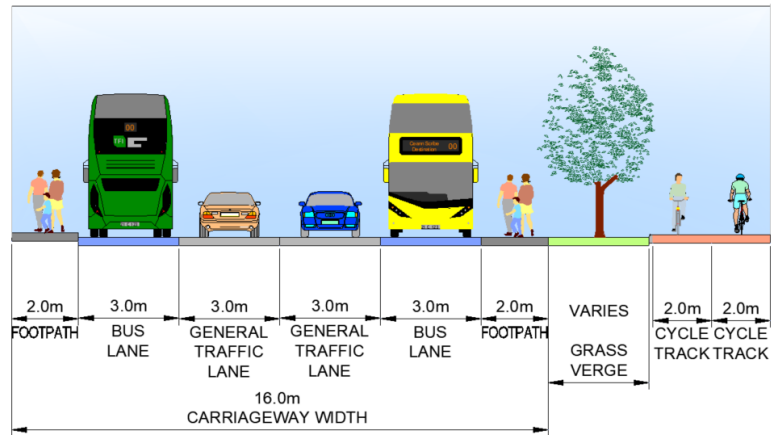 00
00
2.0m
3.0m
3.0m
3.0m
3.0m
2.0m
VARIES
2.0m
2.0m
FOOTPATH
BUS
LANE
GENERAL
TRAFFIC
LANE
GENERAL
TRAFFIC
LANE
BUS
LANE
FOOTPATH
GRASS
VERGE
CYCLE
TRACK
CYCLE
TRACK
16.0m
CARRIAGEWAY WIDTH